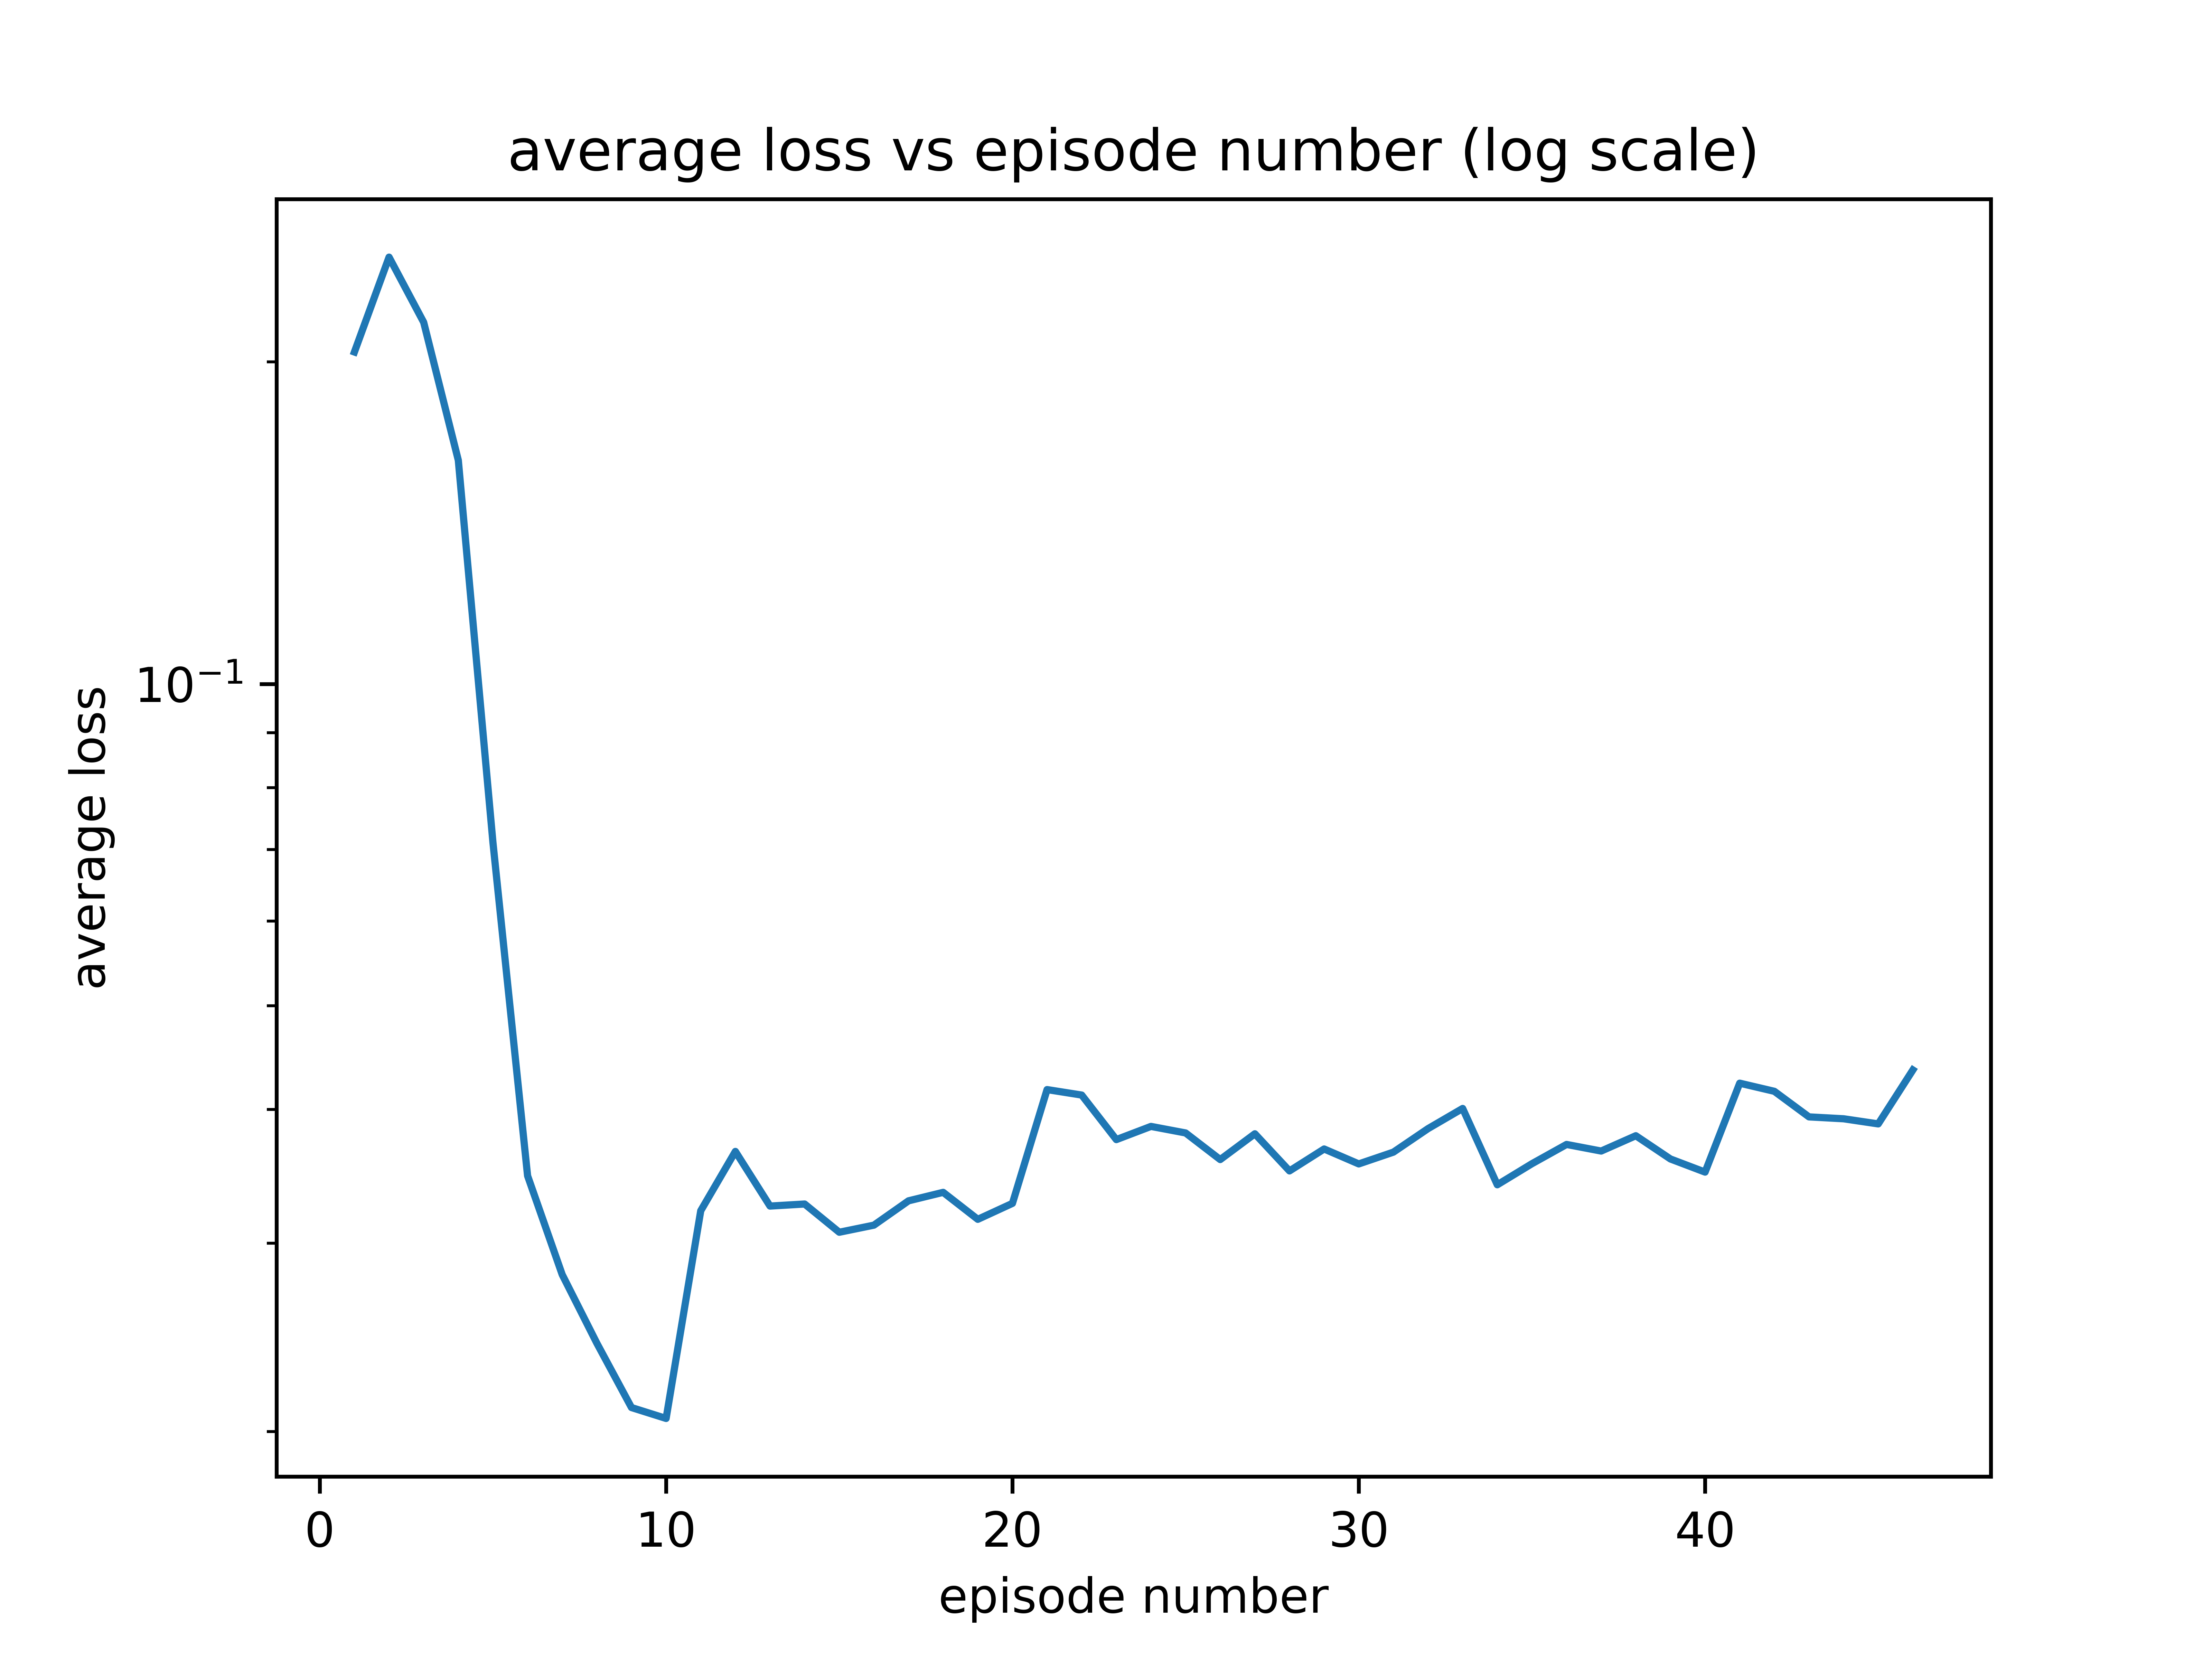 average loss vs episode number (log scale)
average loss
10⁻¹
0 10 20 30 40
episode number